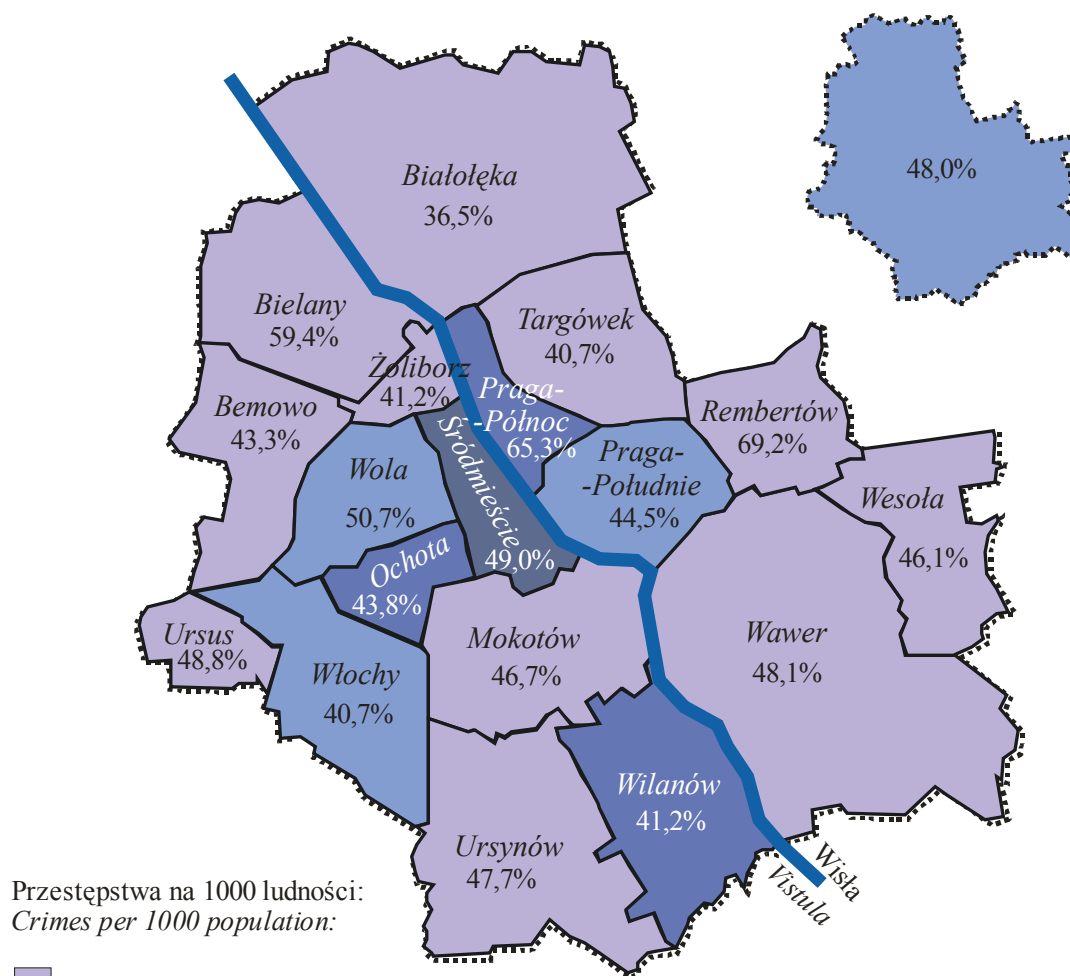 48,0%
Białołęka
36,5%
Bielany
59,4%
Targówek
40,7%
Żoliborz
41,2%
Praga-
-Północ
65,3%
Bemowo
43,3%
Rembertów
69,2%
Wola
50,7%
Śródmieście
49,0%
Praga-
-Południe
44,5%
Wesoła
46,1%
Ochota
43,8%
Ursus
48,8%
Mokotów
46,7%
Wawer
48,1%
Włochy
40,7%
Wilanów
41,2%
Ursynów
47,7%
Wisła
Vistula
Przestępstwa na 1000 ludności:
Crimes per 1000 population: